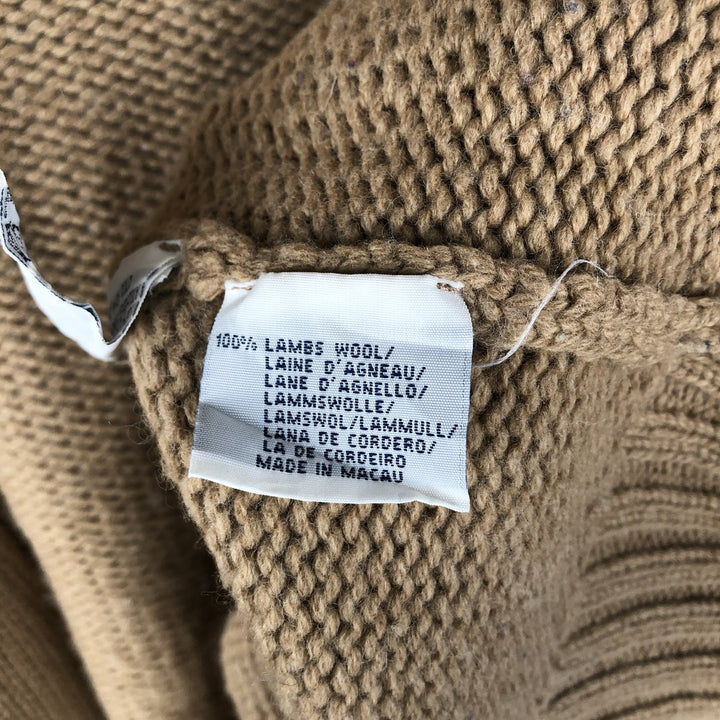 100% LAMBS WOOL/
LAINE D'AGNEAU/
LANE D'AGNELLO/
LAMMSWOLLE/
LAMSWOL/LAMMULL/
LANA DE CORDERO/
LA DE CORDEIRO
MADE IN MACAU